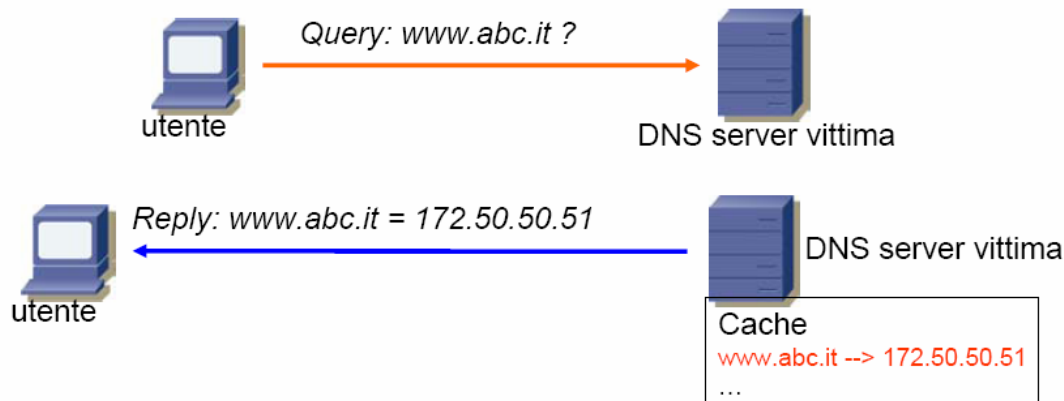 Query: www.abc.it ?
utente
DNS server vittima
Reply: www.abc.it = 172.50.50.51
DNS server vittima
utente
Cache
www.abc.it --> 172.50.50.51
...